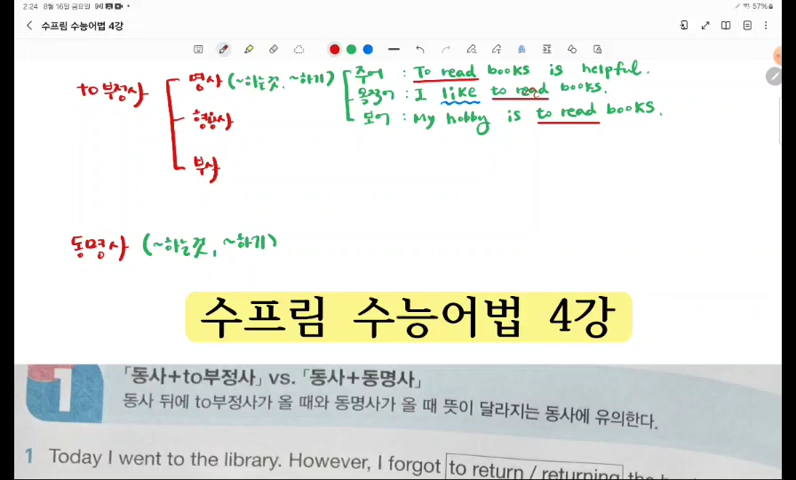 2:24 8월 16일 금요일
57%
수프림 수능어법 4강
to부정사
명사 (~하는것, ~하기)
주어 : To read books is helpful.
목적어 : I like to read books.
보어 : My hobby is to read books.
형용사
부사
동명사 (~하는것, ~하기)
수프림 수능어법 4강
1
「동사+to부정사」 vs. 「동사+동명사」
동사 뒤에 to부정사가 올 때와 동명사가 올 때 뜻이 달라지는 동사에 유의한다.
1 Today I went to the library. However, I forgot to return / returning the